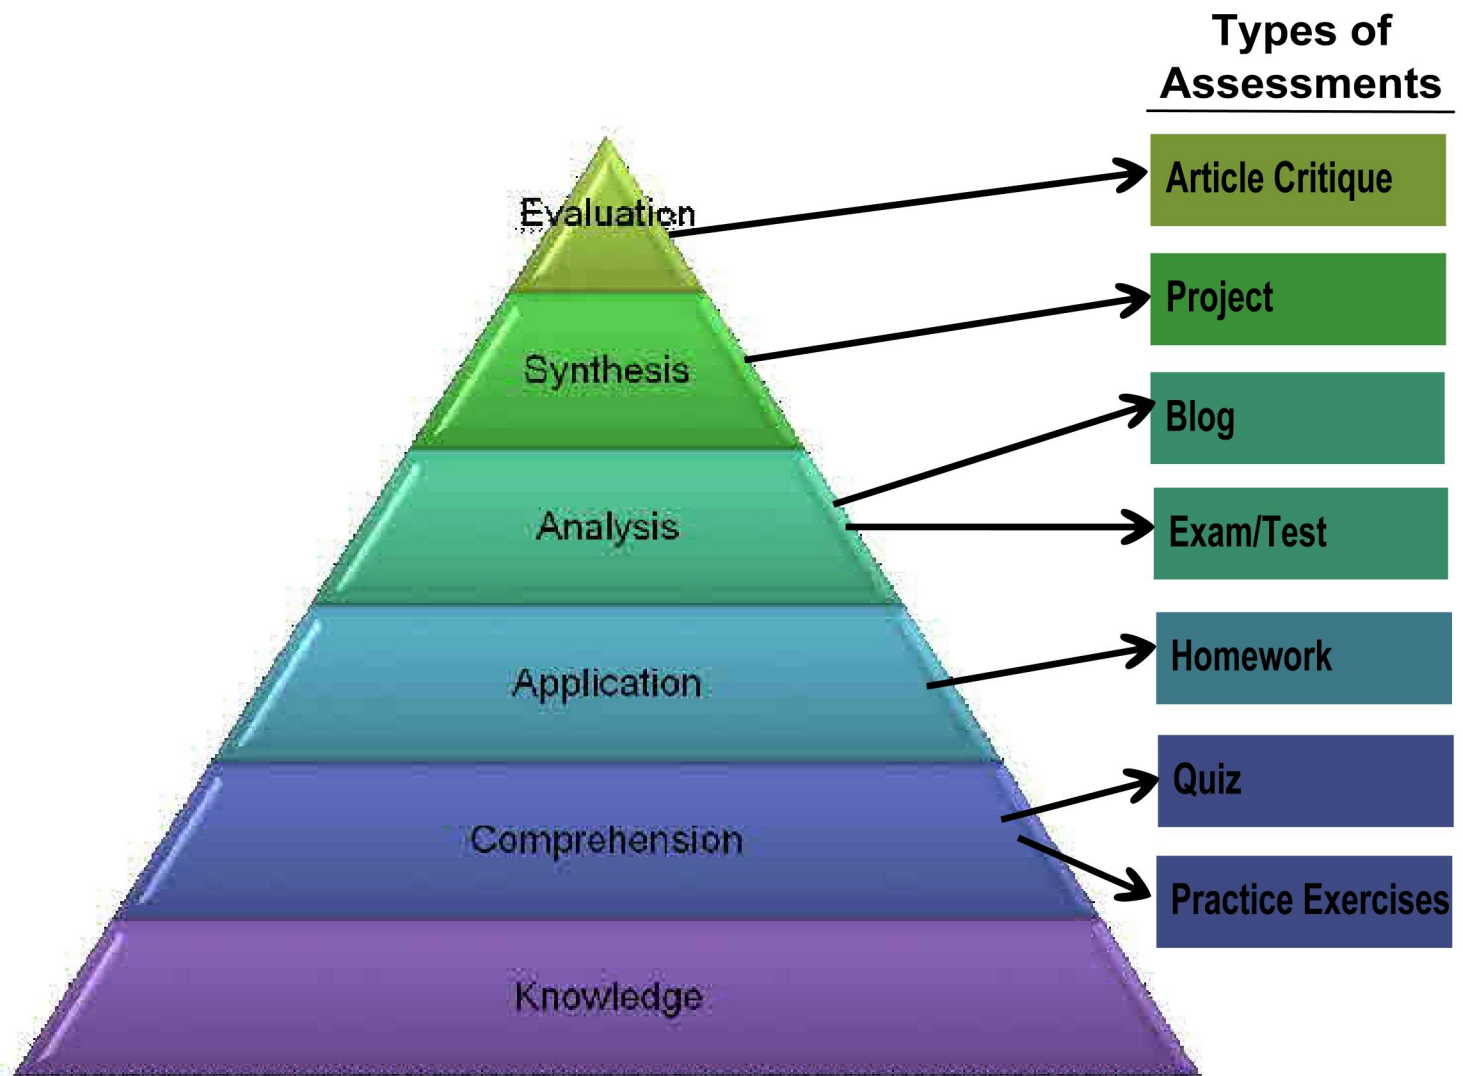 Types of
Assessments
Evaluation
Article Critique
Synthesis
Project
Analysis
Blog
Exam/Test
Application
Homework
Comprehension
Quiz
Practice Exercises
Knowledge